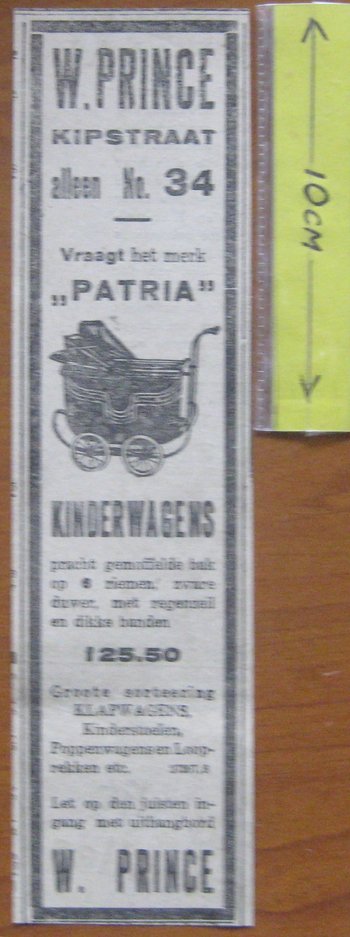 W. PRINCE
KIPSTRAAT
alleen No. 34
Vraagt het merk
„PATRIA”
KINDERWAGENS
pracht gemoffelde bak
op 6 riemen, zware
duwer, met regenzeil
en dikke banden
125.50
Groote sorteering
KLAPWAGENS,
Kinderstoelen,
Poppenwagens en Loop-
rekken etc.
Let op den juisten in-
gang met uithangbord
W. PRINCE
10CM